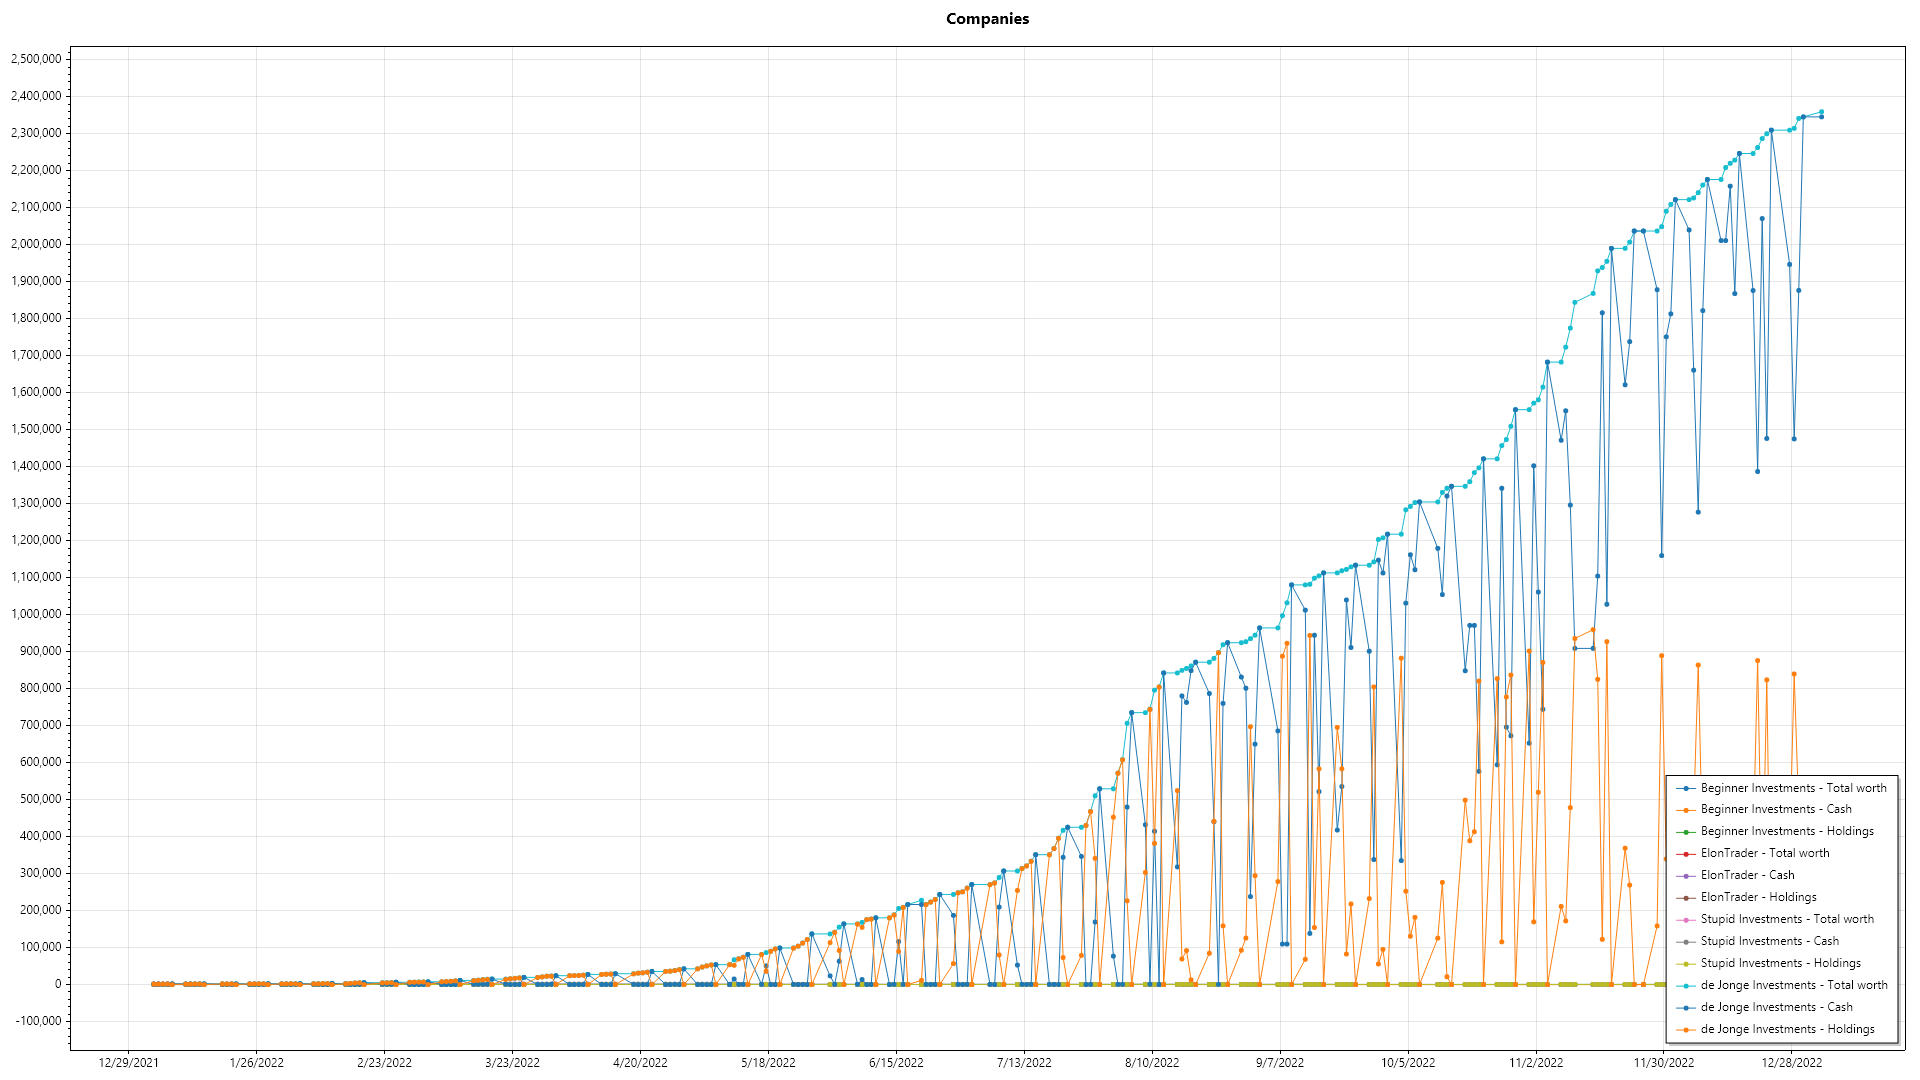 Companies
2,500,000
2,400,000
2,300,000
2,200,000
2,100,000
2,000,000
1,900,000
1,800,000
1,700,000
1,600,000
1,500,000
1,400,000
1,300,000
1,200,000
1,100,000
1,000,000
900,000
800,000
700,000
600,000
500,000
400,000
300,000
200,000
100,000
0
-100,000
12/29/2021 1/26/2022 2/23/2022 3/23/2022 4/20/2022 5/18/2022 6/15/2022 7/13/2022 8/10/2022 9/7/2022 10/5/2022 11/2/2022 11/30/2022 12/28/2022
Beginner Investments - Total worth
Beginner Investments - Cash
Beginner Investments - Holdings
ElonTrader - Total worth
ElonTrader - Cash
ElonTrader - Holdings
Stupid Investments - Total worth
Stupid Investments - Cash
Stupid Investments - Holdings
de Jonge Investments - Total worth
de Jonge Investments - Cash
de Jonge Investments - Holdings